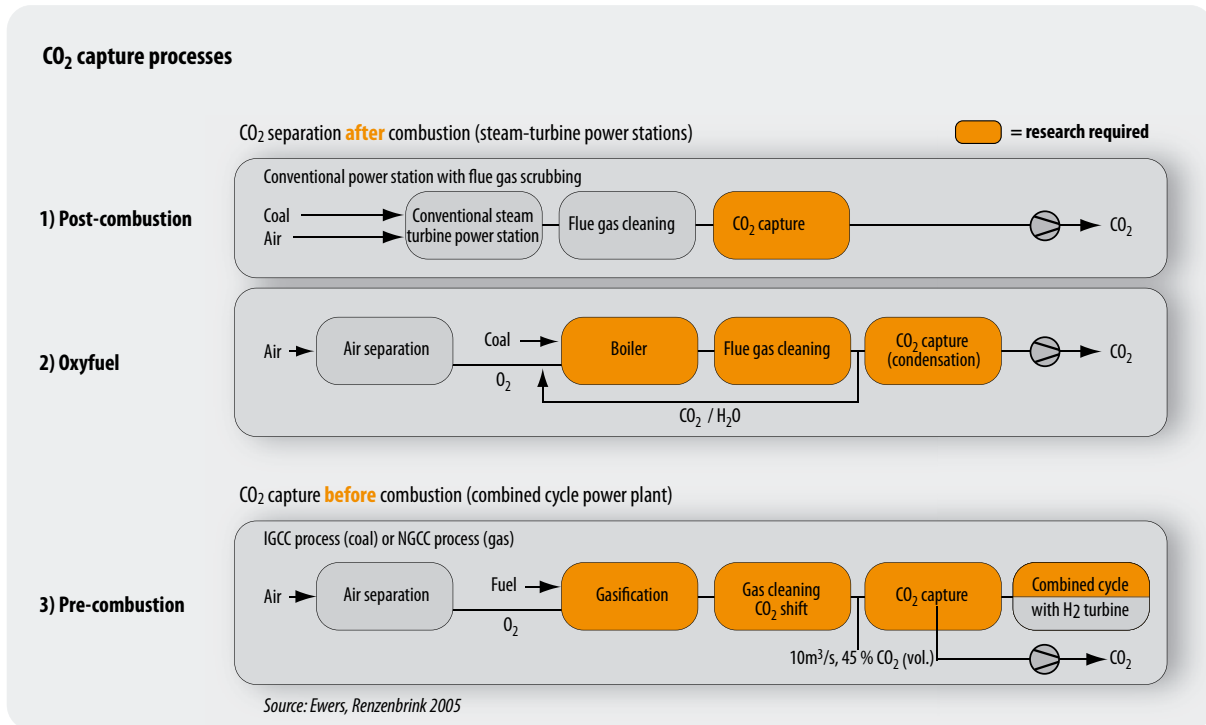 CO₂ capture processes
CO₂ separation after combustion (steam-turbine power stations)
= research required
1) Post-combustion
Conventional power station with flue gas scrubbing
Coal
Air
Conventional steam
turbine power station
Flue gas cleaning
CO₂ capture
CO₂
2) Oxyfuel
Air
Air separation
Coal
O₂
Boiler
Flue gas cleaning
CO₂ capture
(condensation)
CO₂
CO₂ / H₂O
CO₂ capture before combustion (combined cycle power plant)
3) Pre-combustion
IGCC process (coal) or NGCC process (gas)
Air
Air separation
Fuel
O₂
Gasification
Gas cleaning
CO₂ shift
CO₂ capture
Combined cycle
with H2 turbine
10m³/s, 45 % CO₂ (vol.)
CO₂
Source: Ewers, Renzenbrink 2005